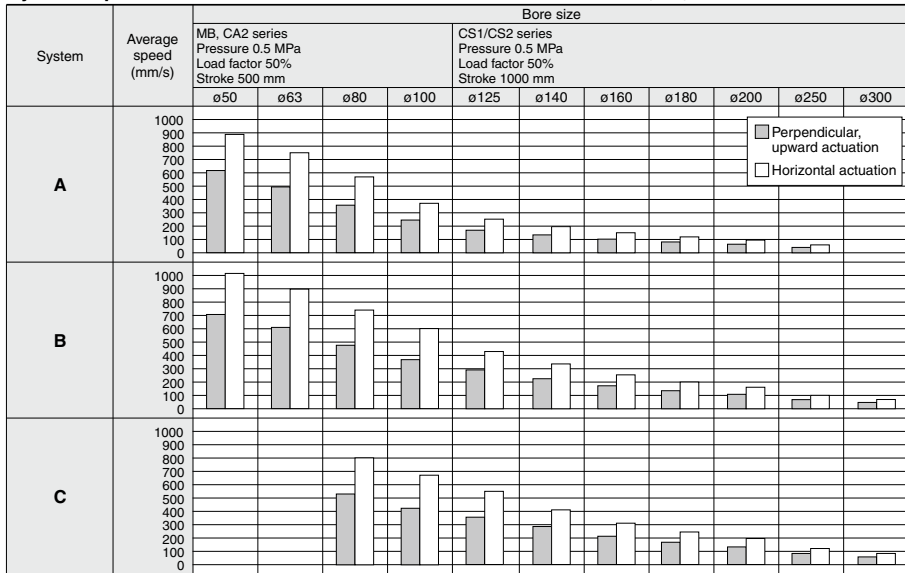 Bore size
System
Average
speed
(mm/s)
MB, CA2 series
Pressure 0.5 MPa
Load factor 50%
Stroke 500 mm
CS1/CS2 series
Pressure 0.5 MPa
Load factor 50%
Stroke 1000 mm
ø50 ø63 ø80 ø100 ø125 ø140 ø160 ø180 ø200 ø250 ø300
A
1000
900
800
700
600
500
400
300
200
100
0
Perpendicular,
upward actuation
Horizontal actuation
B
1000
900
800
700
600
500
400
300
200
100
0
C
1000
900
800
700
600
500
400
300
200
100
0